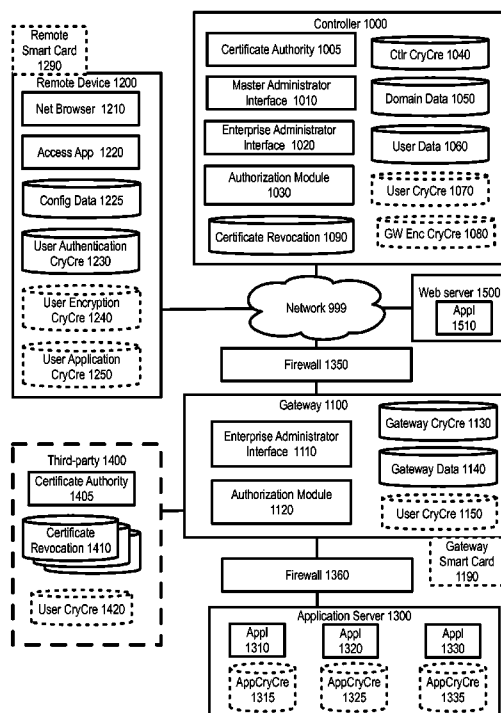 Remote
Smart Card
1290
Remote Device 1200
Net Browser 1210
Access App 1220
Config Data 1225
User Authentication
CryCre 1230
User Encryption
CryCre 1240
User Application
CryCre 1250
Controller 1000
Certificate Authority 1005
Master Administrator
Interface 1010
Enterprise Administrator
Interface 1020
Authorization Module
1030
Certificate Revocation 1090
Ctlr CryCre 1040
Domain Data 1050
User Data 1060
User CryCre 1070
GW Enc CryCre 1080
Network 999
Web server 1500
Appl
1510
Firewall 1350
Gateway 1100
Enterprise Administrator
Interface 1110
Authorization Module
1120
Gateway CryCre 1130
Gateway Data 1140
User CryCre 1150
Gateway
Smart Card
1190
Third-party 1400
Certificate Authority
1405
Certificate
Revocation 1410
User CryCre 1420
Firewall 1360
Application Server 1300
Appl
1310
Appl
1320
Appl
1330
AppCryCre
1315
AppCryCre
1325
AppCryCre
1335